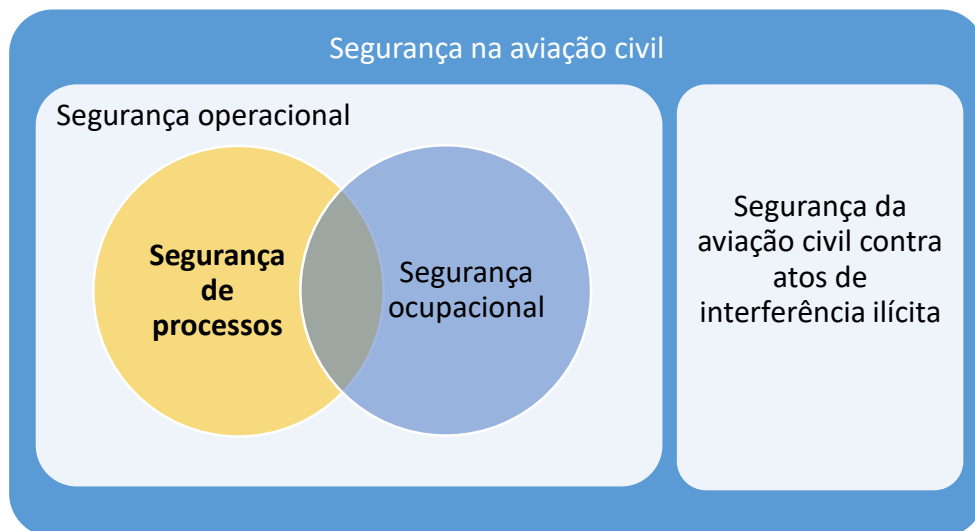 Segurança na aviação civil
Segurança operacional
Segurança
de
processos
Segurança
ocupacional
Segurança da
aviação civil contra
atos de
interferência ilícita